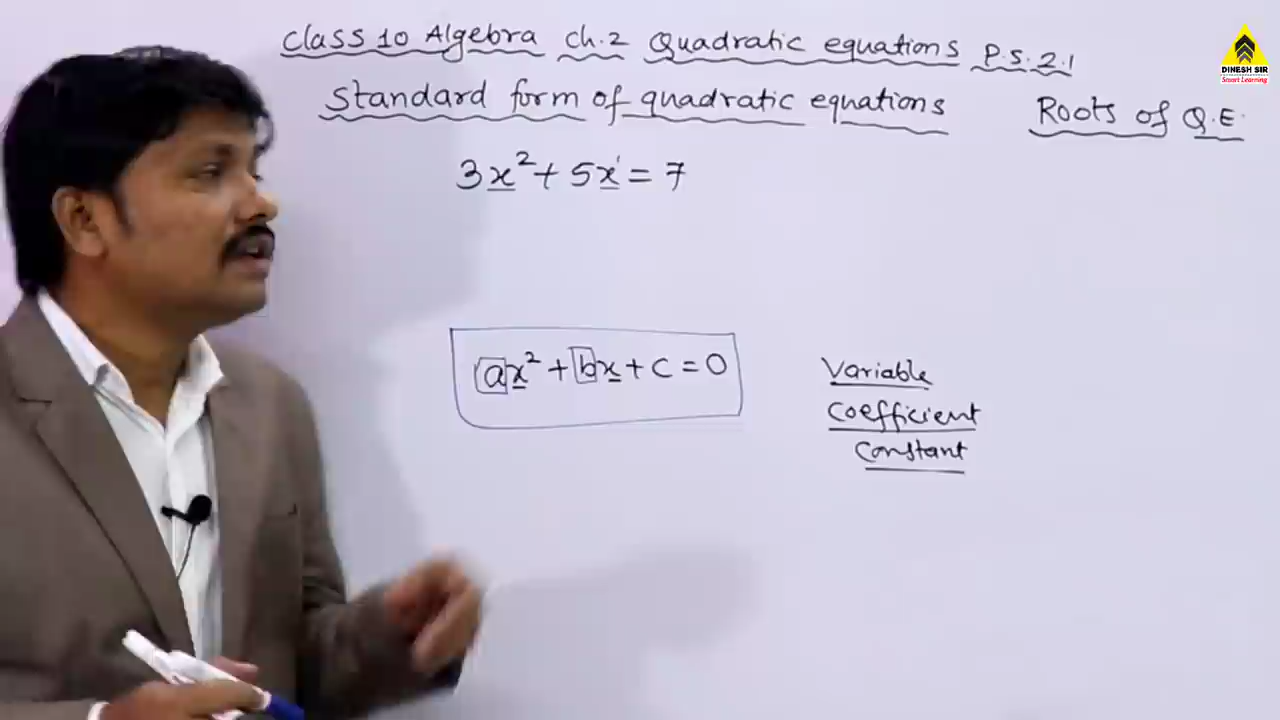 Class 10 Algebra Ch.2 Quadratic equations P.S.2.1
Standard form of quadratic equations Roots of Q.E.
3x² + 5x¹ = 7
ax² + bx + c = 0
Variable
Coefficient
Constant
DINESH SIR
Smart Learning